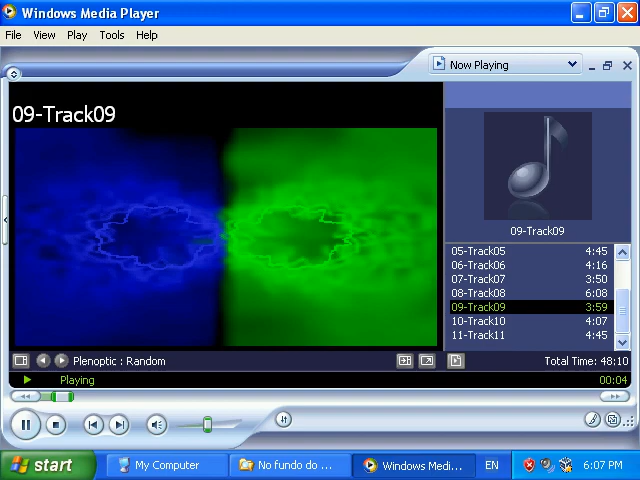 Windows Media Player
File View Play Tools Help
Now Playing
09-Track09
09-Track09
05-Track05 4:45
06-Track06 4:16
07-Track07 3:50
08-Track08 6:08
09-Track09 3:59
10-Track10 4:07
11-Track11 4:45
Plenoptic : Random
Total Time: 48:10
Playing 00:04
start My Computer No fundo do ... Windows Medi... EN 6:07 PM